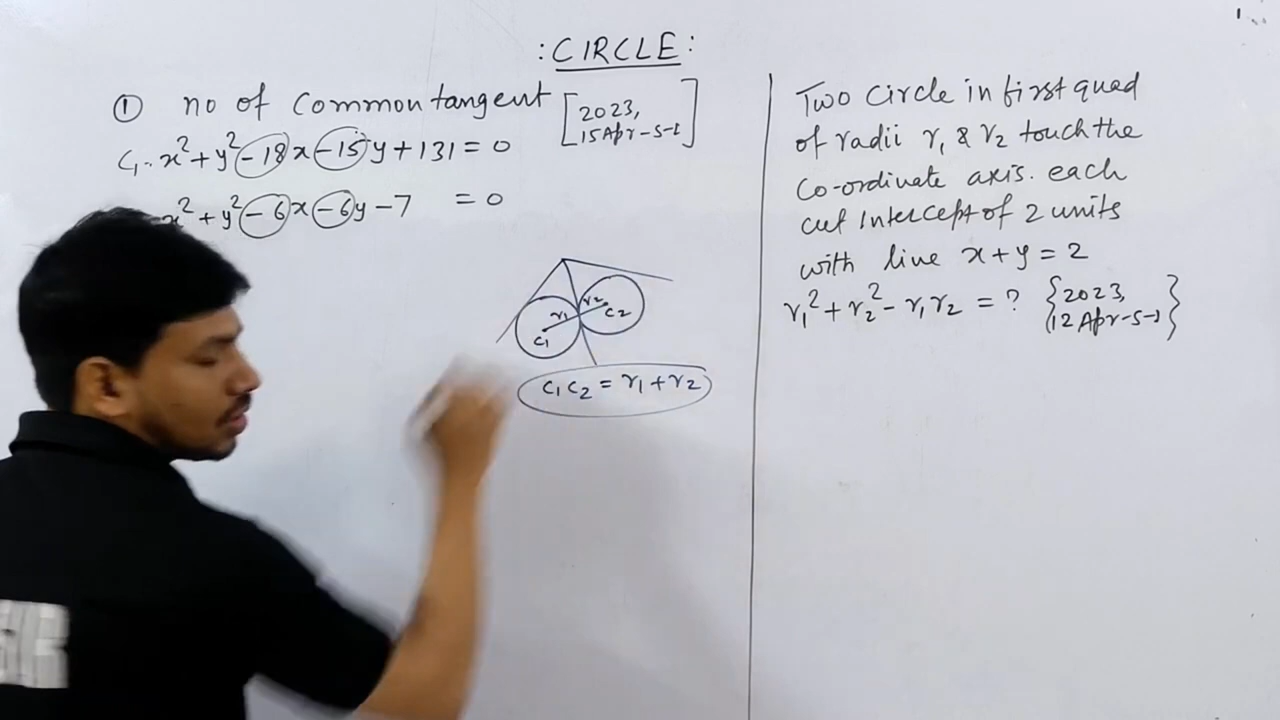 : CIRCLE :
① no of common tangent [2023, 15 Apr-S-1]
C₁: x² + y² - 18x - 15y + 131 = 0
x² + y² - 6x - 6y - 7 = 0
r₁ r₂
C₁ C₂
C₁C₂ = r₁ + r₂
Two Circle in first quad
of radii r₁ & r₂ touch the
Co-ordinate axis. each
cut Intercept of 2 units
with line x + y = 2
r₁² + r₂² - r₁r₂ = ? {2023, 12 Apr-S-1}